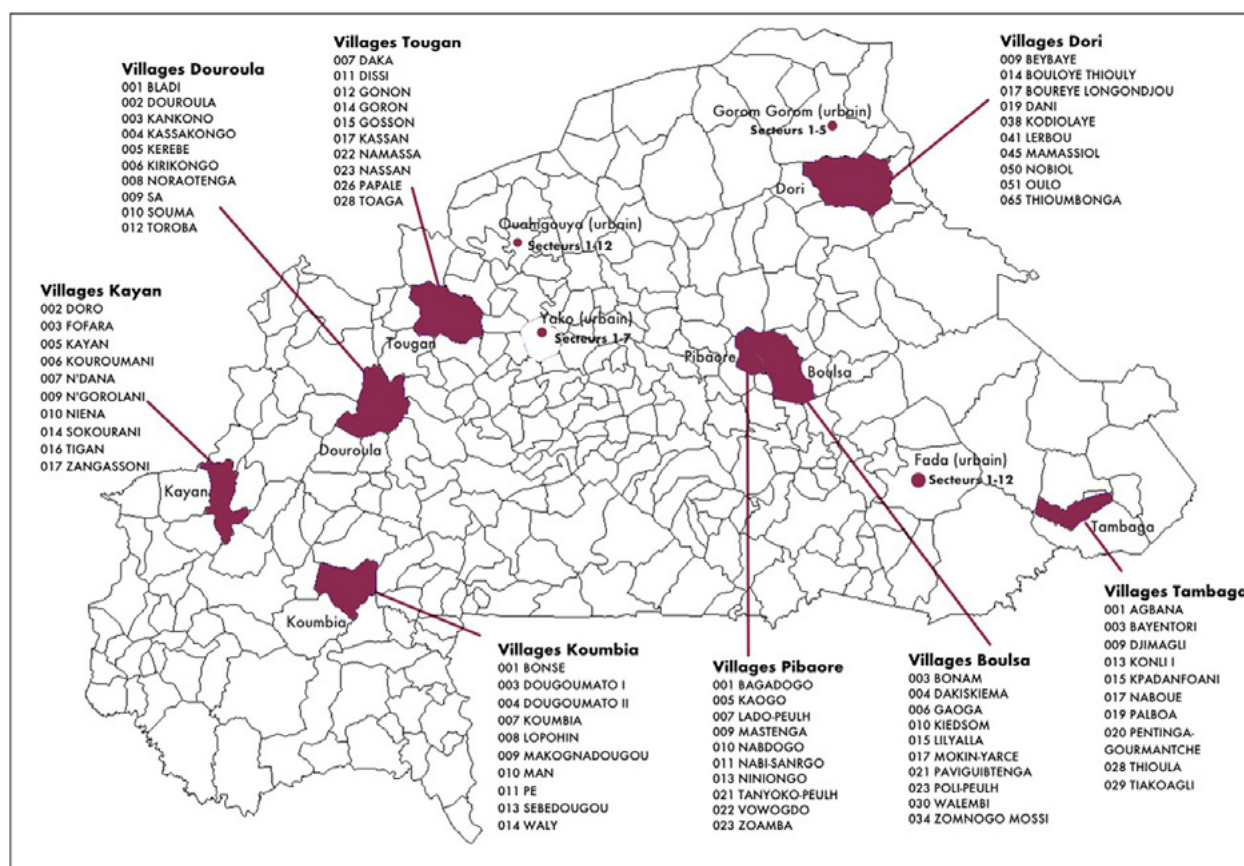 Villages Douroula
001 BLADI
002 DOUROULA
003 KANKONO
004 KASSAKONGO
005 KEREBE
006 KIRIKONGO
008 NORAOTENGA
009 SA
010 SOUMA
012 TOROBA
Villages Tougan
007 DAKA
011 DISSI
012 GONON
014 GORON
015 GOSSON
017 KASSAN
022 NAMASSA
023 NASSAN
026 PAPALE
028 TOAGA
Villages Dori
009 BEYBAYE
014 BOULOYE THIOULY
017 BOUREYE LONGONDJOU
019 DANI
038 KODIOLAYE
041 LERBOU
045 MAMASSIOL
050 NOBIOL
051 OULO
065 THIOUMBONGA
Gorom Gorom (urbain)
Secteurs 1-5
Dori
Ouahigouya (urbain)
Secteurs 1-12
Villages Kayan
002 DORO
003 FOFARA
005 KAYAN
006 KOUROUMANI
007 N'DANA
009 N'GOROLANI
010 NIENA
014 SOKOURANI
016 TIGAN
017 ZANGASSONI
Tougan
Yako (urbain)
Secteurs 1-7
Pibaore
Boulsa
Douroula
Kayan
Fada (urbain)
Secteurs 1-12
Tambaga
Koumbia
Villages Koumbia
001 BONSE
003 DOUGOUMATO I
004 DOUGOUMATO II
007 KOUMBIA
008 LOPOHIN
009 MAKOGNADOUGOU
010 MAN
011 PE
013 SEBEDOUGOU
014 WALY
Villages Pibaore
001 BAGADOGO
005 KAOGO
007 LADO-PEULH
009 MASTENGA
010 NABDOGO
011 NABI-SANRGO
013 NINIONGO
021 TANYOKO-PEULH
022 VOWOGDO
023 ZOAMBA
Villages Boulsa
003 BONAM
004 DAKISKIEMA
006 GAOGA
010 KIEDSOM
015 LILYALLA
017 MOKIN-YARCE
021 PAVIGUIBTENGA
023 POLI-PEULH
030 WALEMBI
034 ZOMNOGO MOSSI
Villages Tambaga
001 AGBANA
003 BAYENTORI
009 DJIMAGLI
013 KONLI I
015 KPADANFOANI
017 NABOUE
019 PALBOA
020 PENTINGA-
GOURMANTCHE
028 THIOULA
029 TIAKOAGLI